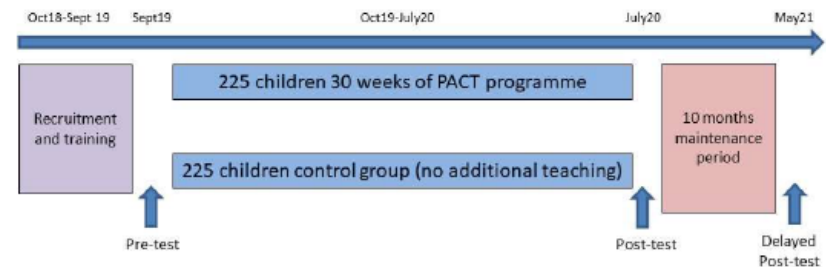 Oct18-Sept 19 Sept19 Oct19-July20 July20 May21
225 children 30 weeks of PACT programme
Recruitment
and training
10 months
maintenance
period
225 children control group (no additional teaching)
Pre-test
Post-test
Delayed
Post-test